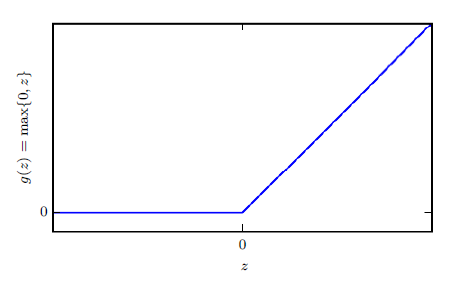 g(z) = max{0, z}
0
0
z